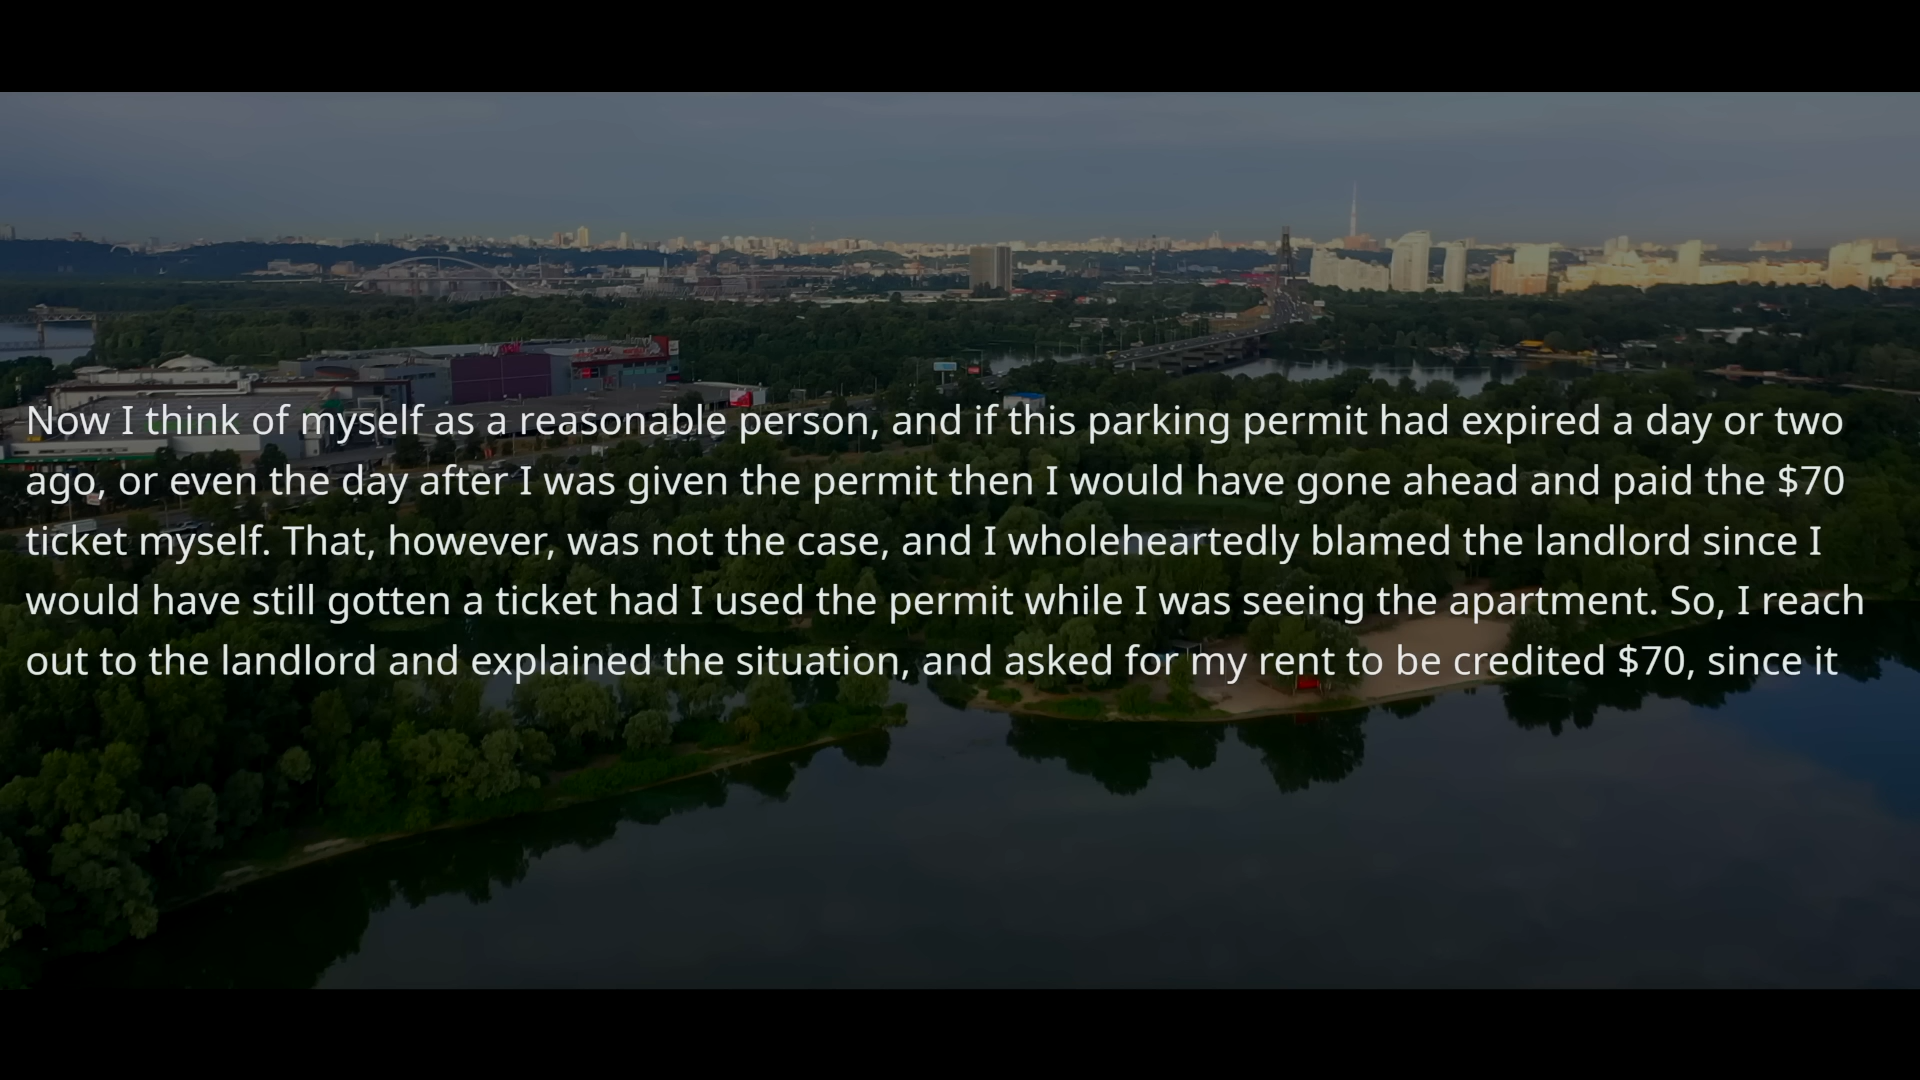 Now I think of myself as a reasonable person, and if this parking permit had expired a day or two
ago, or even the day after I was given the permit then I would have gone ahead and paid the $70
ticket myself. That, however, was not the case, and I wholeheartedly blamed the landlord since I
would have still gotten a ticket had I used the permit while I was seeing the apartment. So, I reach
out to the landlord and explained the situation, and asked for my rent to be credited $70, since it